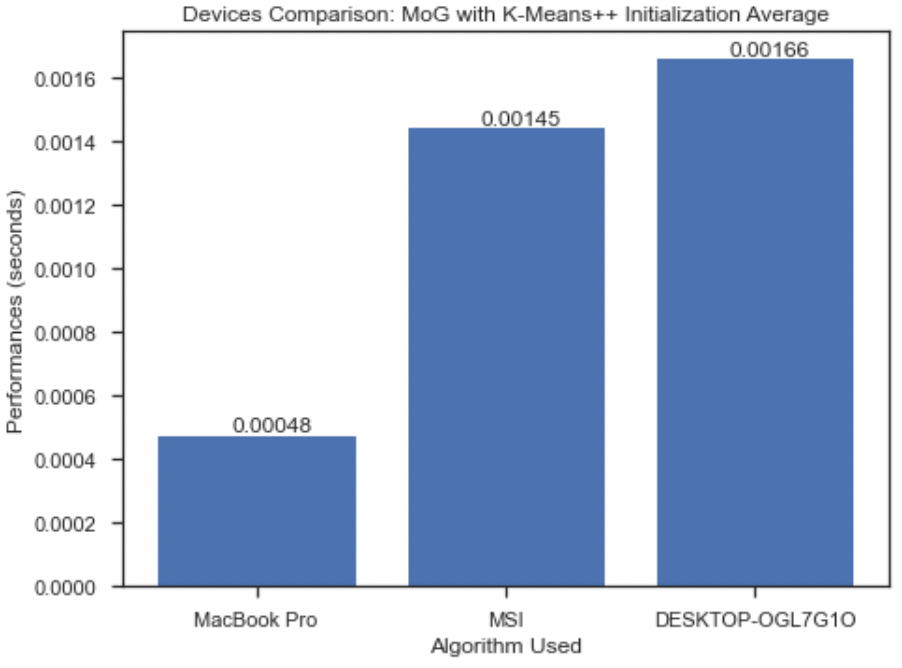 Devices Comparison: MoG with K-Means++ Initialization Average
0.00166
0.0016
0.00145
0.0014
0.0012
0.0010
0.0008
0.0006
0.00048
0.0004
0.0002
0.0000
Performances (seconds)
MacBook Pro
MSI
DESKTOP-OGL7G1O
Algorithm Used